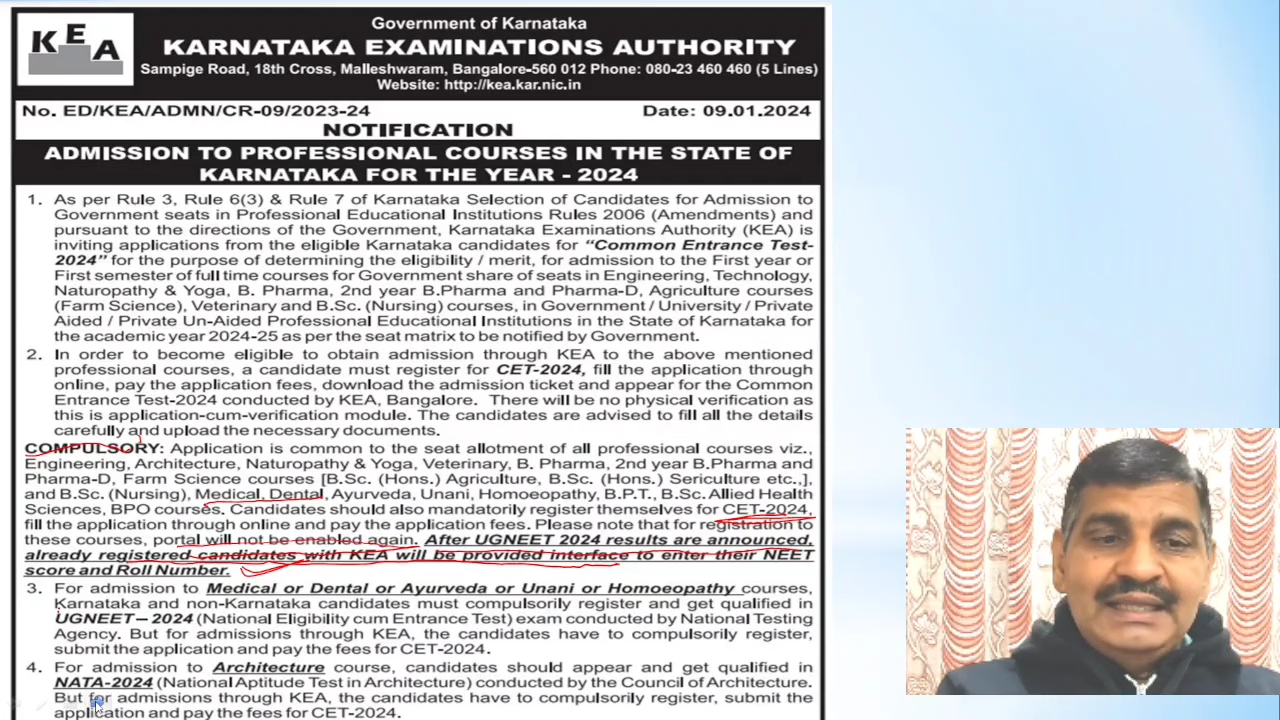 KEA
Government of Karnataka
KARNATAKA EXAMINATIONS AUTHORITY
Sampige Road, 18th Cross, Malleshwaram, Bangalore-560 012 Phone: 080-23 460 460 (5 Lines)
Website: http://kea.kar.nic.in
No. ED/KEA/ADMN/CR-09/2023-24 Date: 09.01.2024
NOTIFICATION
ADMISSION TO PROFESSIONAL COURSES IN THE STATE OF
KARNATAKA FOR THE YEAR - 2024
1. As per Rule 3, Rule 6(3) & Rule 7 of Karnataka Selection of Candidates for Admission to
Government seats in Professional Educational Institutions Rules 2006 (Amendments) and
pursuant to the directions of the Government, Karnataka Examinations Authority (KEA) is
inviting applications from the eligible Karnataka candidates for “Common Entrance Test-
2024” for the purpose of determining the eligibility / merit, for admission to the First year or
First semester of full time courses for Government share of seats in Engineering, Technology,
Naturopathy & Yoga, B. Pharma, 2nd year B.Pharma and Pharma-D, Agriculture courses
(Farm Science), Veterinary and B.Sc. (Nursing) courses, in Government / University / Private
Aided / Private Un-Aided Professional Educational Institutions in the State of Karnataka for
the academic year 2024-25 as per the seat matrix to be notified by Government.
2. In order to become eligible to obtain admission through KEA to the above mentioned
professional courses, a candidate must register for CET-2024, fill the application through
online, pay the application fees, download the admission ticket and appear for the Common
Entrance Test-2024 conducted by KEA, Bangalore. There will be no physical verification as
this is application-cum-verification module. The candidates are advised to fill all the details
carefully and upload the necessary documents.
COMPULSORY: Application is common to the seat allotment of all professional courses viz.,
Engineering, Architecture, Naturopathy & Yoga, Veterinary, B. Pharma, 2nd year B.Pharma and
Pharma-D, Farm Science courses [B.Sc. (Hons.) Agriculture, B.Sc. (Hons.) Sericulture etc.,],
and B.Sc. (Nursing), Medical, Dental, Ayurveda, Unani, Homoeopathy, B.P.T., B.Sc. Allied Health
Sciences, BPO courses. Candidates should also mandatorily register themselves for CET-2024,
fill the application through online and pay the application fees. Please note that for registration to
these courses, portal will not be enabled again. After UGNEET 2024 results are announced,
already registered candidates with KEA will be provided interface to enter their NEET
score and Roll Number.
3. For admission to Medical or Dental or Ayurveda or Unani or Homoeopathy courses,
Karnataka and non-Karnataka candidates must compulsorily register and get qualified in
UGNEET – 2024 (National Eligibility cum Entrance Test) exam conducted by National Testing
Agency. But for admissions through KEA, the candidates have to compulsorily register,
submit the application and pay the fees for CET-2024.
4. For admission to Architecture course, candidates should appear and get qualified in
NATA-2024 (National Aptitude Test in Architecture) conducted by the Council of Architecture.
But for admissions through KEA, the candidates have to compulsorily register, submit the
application and pay the fees for CET-2024.